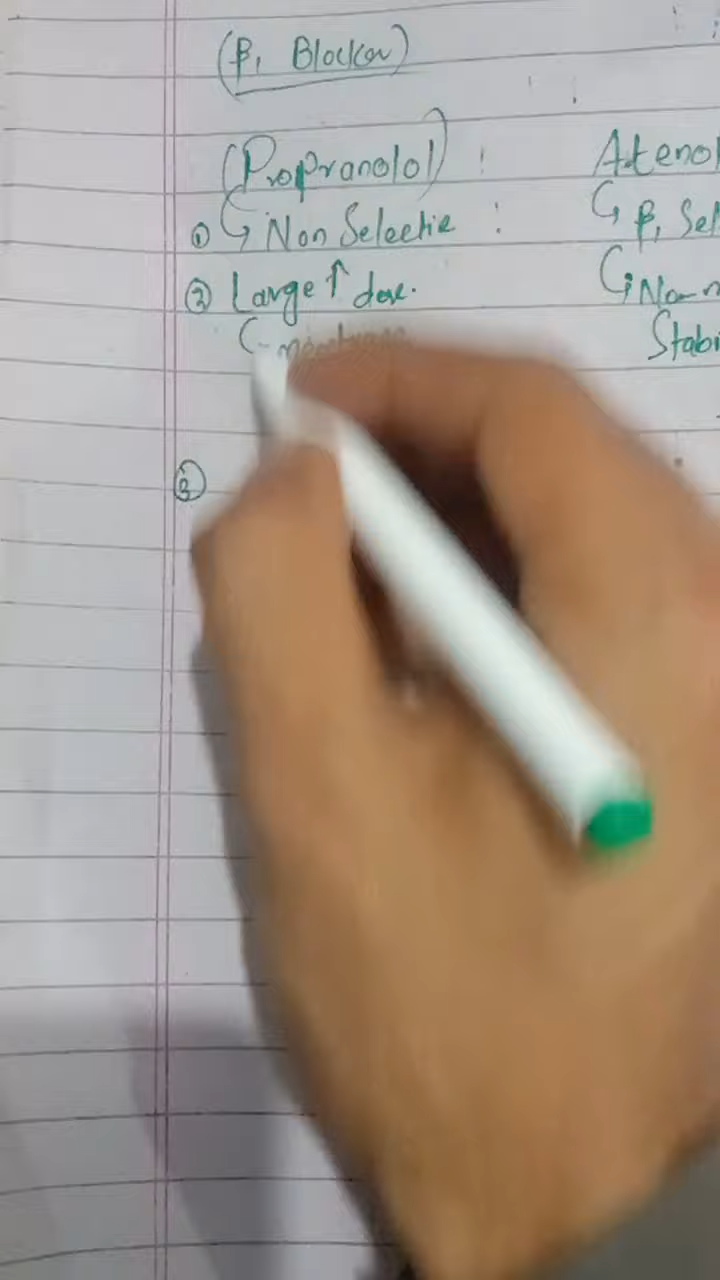 (β₁ Blocker)
(Propranolol) : Atenol
① ↳ Non Selectie : ↳ β₁ Sel
② Large ↑ dose. ↳ Non
Stabi
③